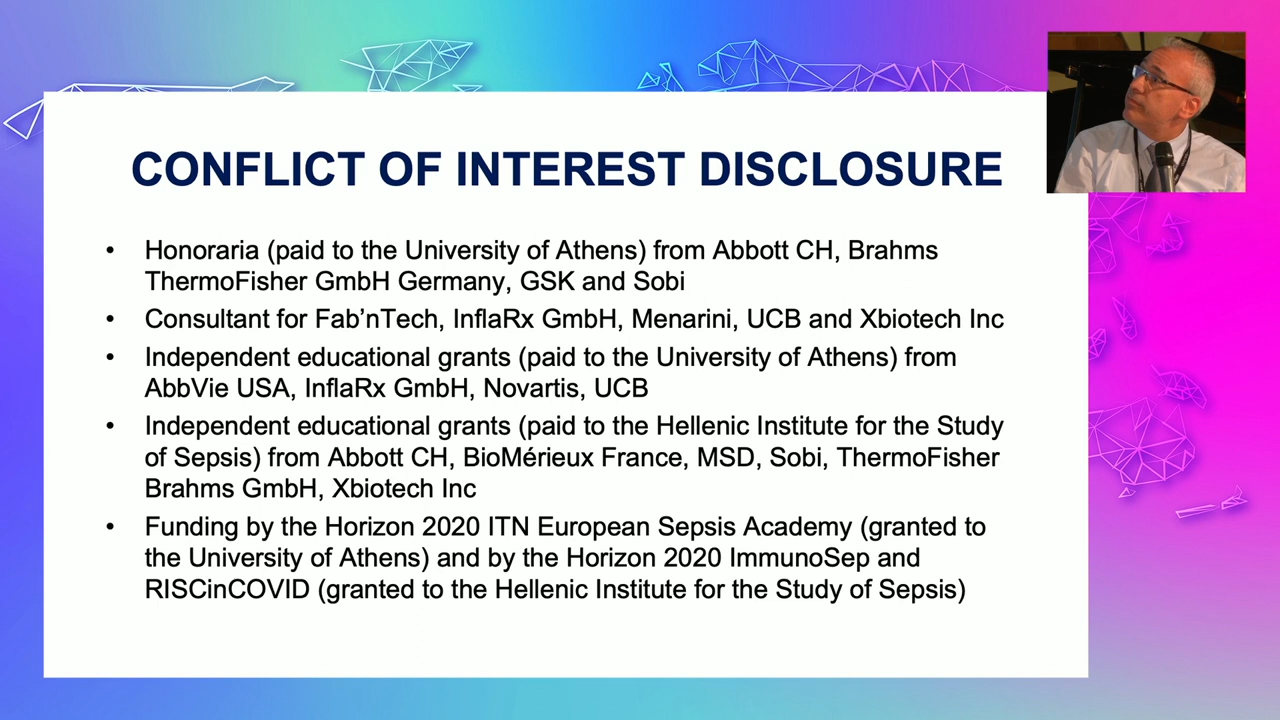 CONFLICT OF INTEREST DISCLOSURE
• Honoraria (paid to the University of Athens) from Abbott CH, Brahms
ThermoFisher GmbH Germany, GSK and Sobi
• Consultant for Fab’nTech, InflaRx GmbH, Menarini, UCB and Xbiotech Inc
• Independent educational grants (paid to the University of Athens) from
AbbVie USA, InflaRx GmbH, Novartis, UCB
• Independent educational grants (paid to the Hellenic Institute for the Study
of Sepsis) from Abbott CH, BioMérieux France, MSD, Sobi, ThermoFisher
Brahms GmbH, Xbiotech Inc
• Funding by the Horizon 2020 ITN European Sepsis Academy (granted to
the University of Athens) and by the Horizon 2020 ImmunoSep and
RISCinCOVID (granted to the Hellenic Institute for the Study of Sepsis)